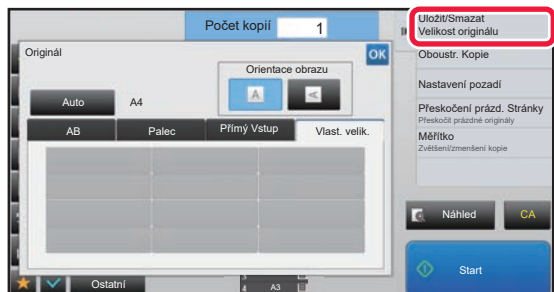 Počet kopií 1
Uložit/Smazat
Velikost originálu
Originál
OK
Orientace obrazu
A A
Auto A4
AB Palec Přímý Vstup Vlast. velik.
Oboustr. Kopie
Nastavení pozadí
Přeskočení prázd. Stránky
Přeskočit prázdné originály
Měřítko
Zvětšení/zmenšení kopie
Náhled CA
Start
Ostatní
4 A3